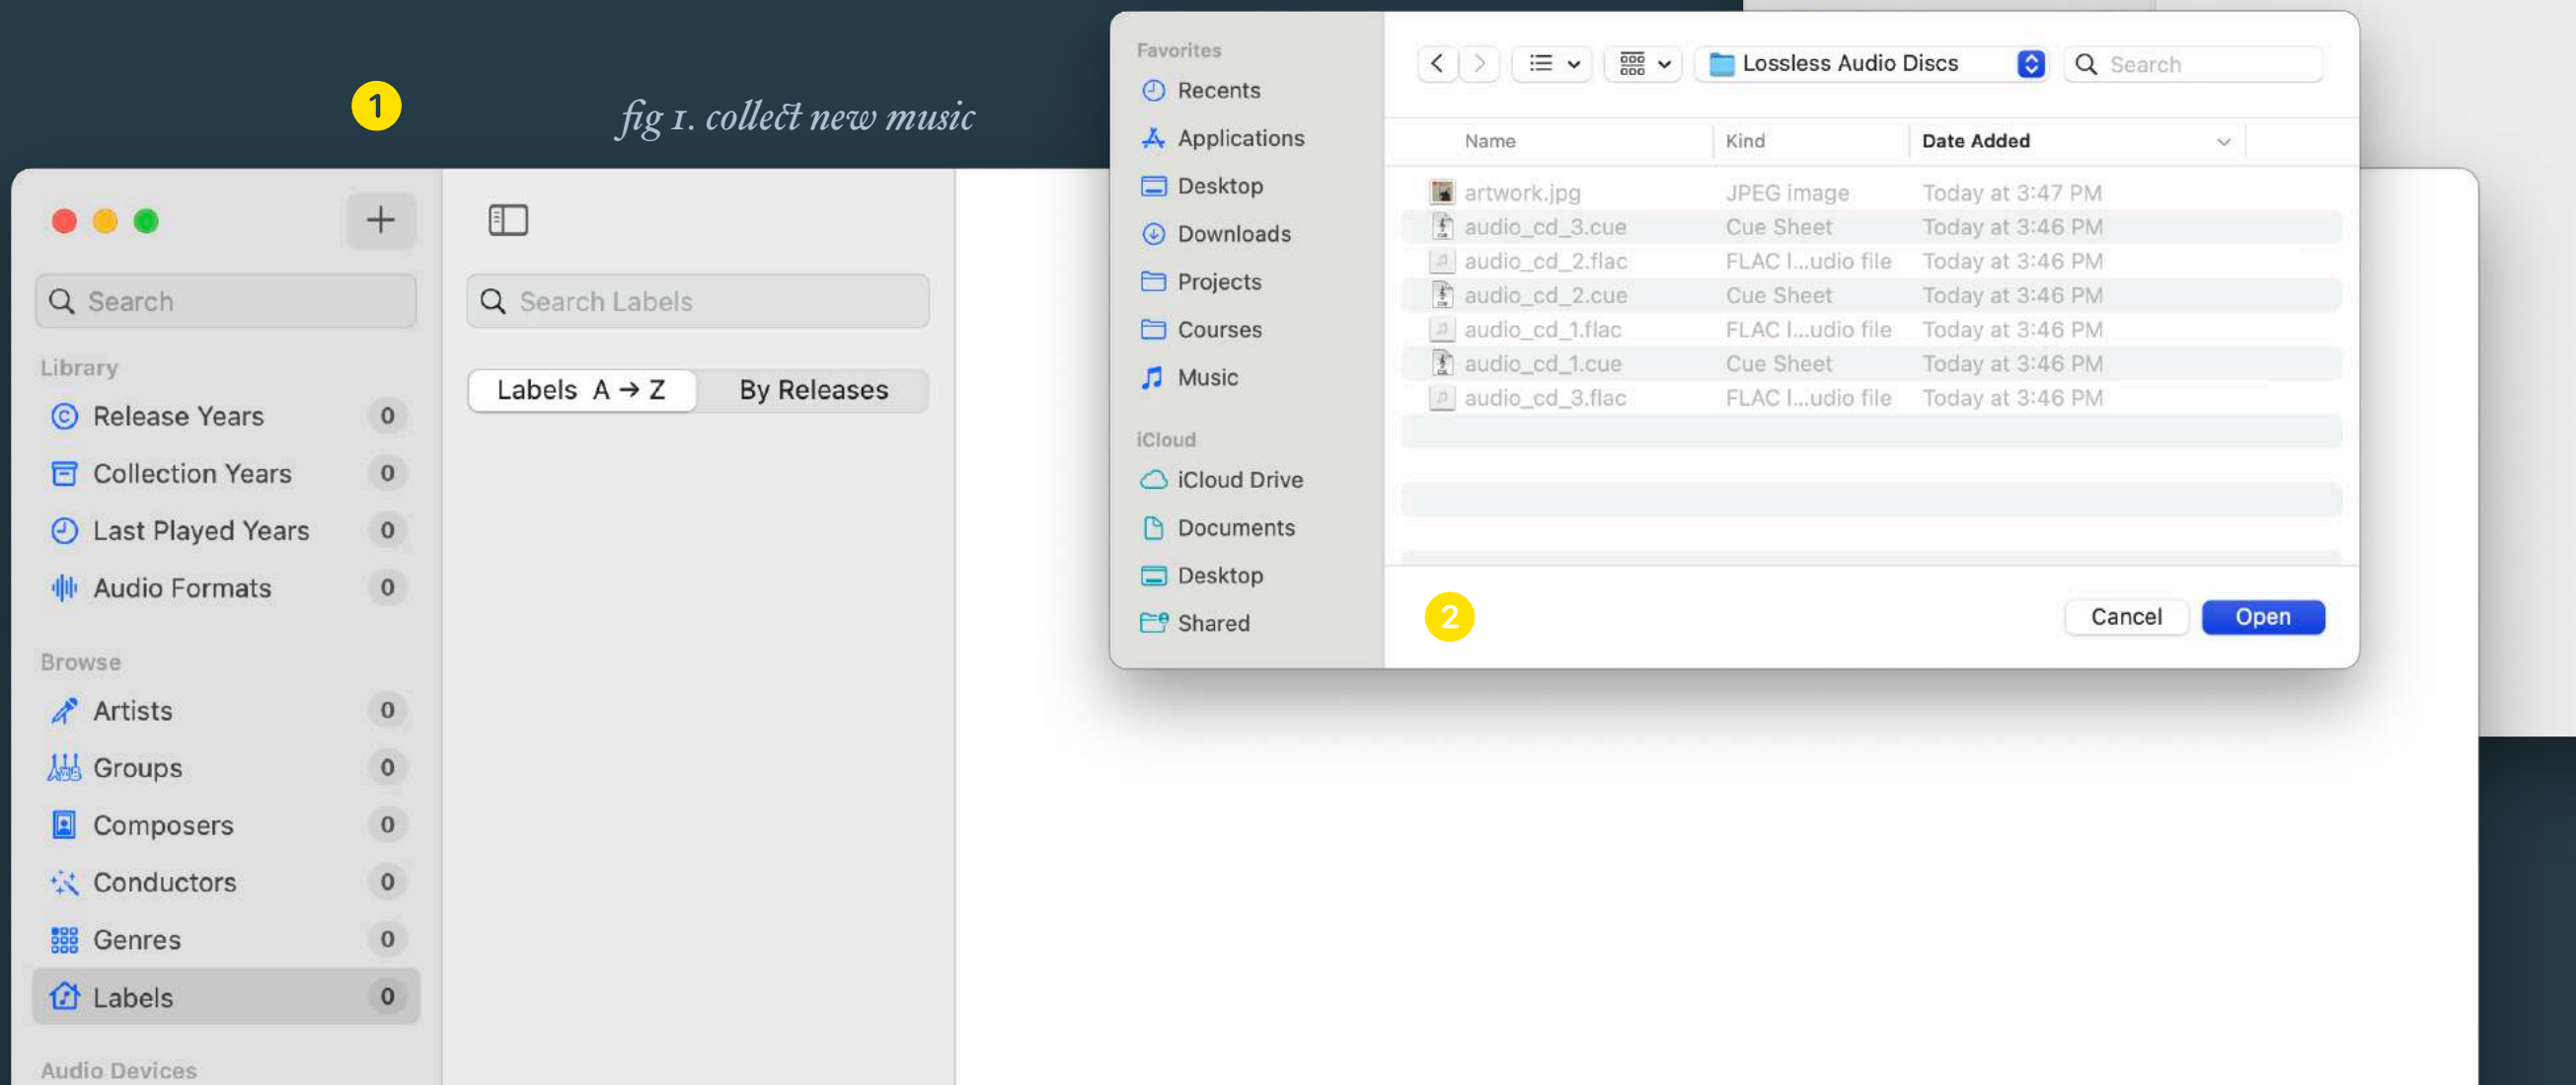 1
fig 1. collect new music
Search
Library
Release Years 0
Collection Years 0
Last Played Years 0
Audio Formats 0
Browse
Artists 0
Groups 0
Composers 0
Conductors 0
Genres 0
Labels 0
Audio Devices
Search Labels
Labels A → Z By Releases
Favorites
Recents
Applications
Desktop
Downloads
Projects
Courses
Music
iCloud
iCloud Drive
Documents
Desktop
Shared
Lossless Audio Discs Search
Name Kind Date Added
artwork.jpg JPEG image Today at 3:47 PM
audio_cd_3.cue Cue Sheet Today at 3:46 PM
audio_cd_2.flac FLAC l...udio file Today at 3:46 PM
audio_cd_2.cue Cue Sheet Today at 3:46 PM
audio_cd_1.flac FLAC l...udio file Today at 3:46 PM
audio_cd_1.cue Cue Sheet Today at 3:46 PM
audio_cd_3.flac FLAC l...udio file Today at 3:46 PM
2
Cancel Open